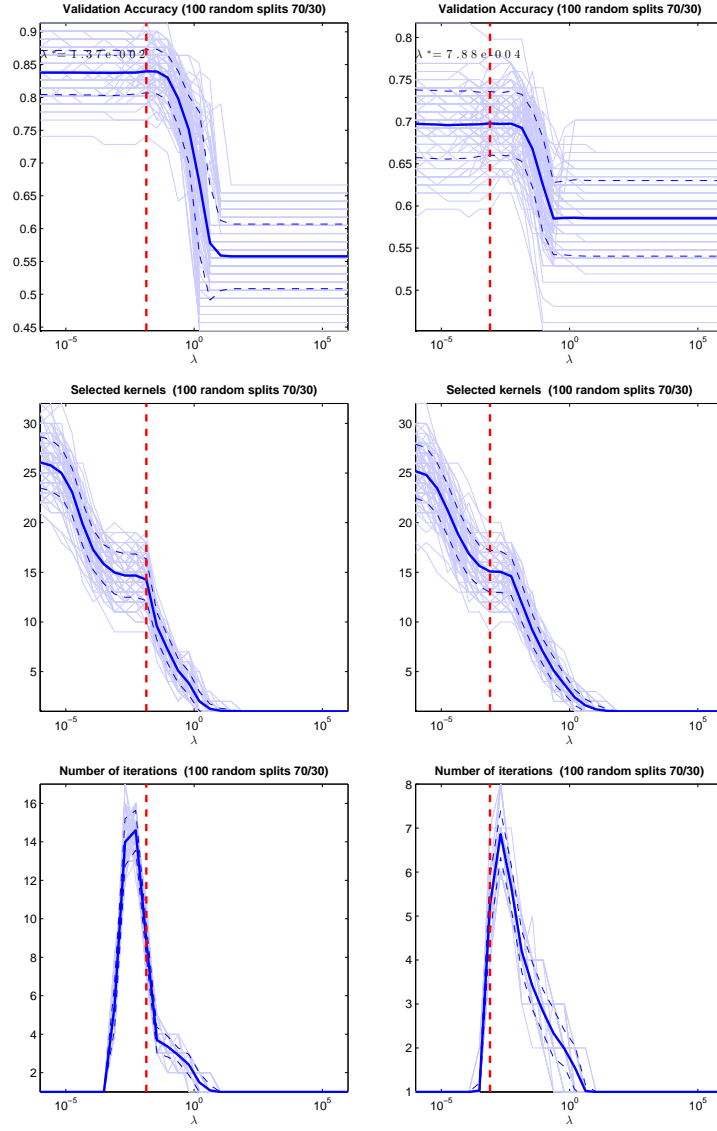 Validation Accuracy (100 random splits 70/30)
λ*=1.37e-002
0.9
0.85
0.8
0.75
0.7
0.65
0.6
0.55
0.5
0.45
10⁻⁵ 10⁰ 10⁵
λ
Validation Accuracy (100 random splits 70/30)
λ*=7.88e-004
0.8
0.75
0.7
0.65
0.6
0.55
0.5
10⁻⁵ 10⁰ 10⁵
λ
Selected kernels (100 random splits 70/30)
30
25
20
15
10
5
10⁻⁵ 10⁰ 10⁵
λ
Selected kernels (100 random splits 70/30)
30
25
20
15
10
5
10⁻⁵ 10⁰ 10⁵
λ
Number of iterations (100 random splits 70/30)
16
14
12
10
8
6
4
2
10⁻⁵ 10⁰ 10⁵
λ
Number of iterations (100 random splits 70/30)
8
7
6
5
4
3
2
1
10⁻⁵ 10⁰ 10⁵
λ